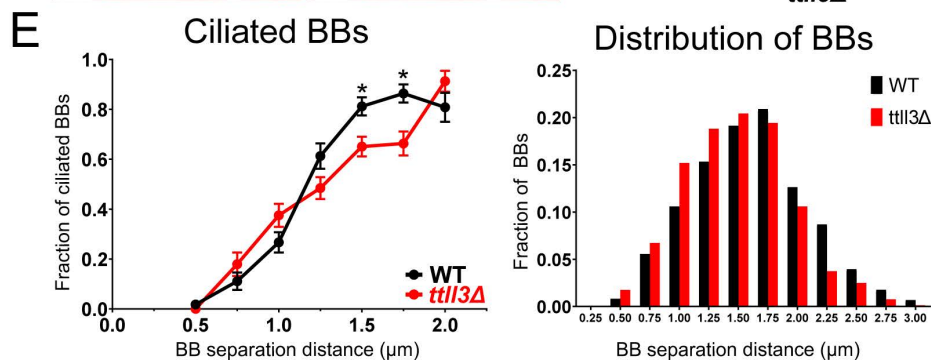 ttll3Δ
E
Ciliated BBs
Fraction of ciliated BBs
1.0
0.8
0.6
0.4
0.2
0.0
* *
WT
ttll3Δ
0.0 0.5 1.0 1.5 2.0
BB separation distance (μm)
Distribution of BBs
Fraction of BBs
0.25
0.20
0.15
0.10
0.05
0.00
WT
ttll3Δ
0.25 0.50 0.75 1.00 1.25 1.50 1.75 2.00 2.25 2.50 2.75 3.00
BB separation distance (μm)